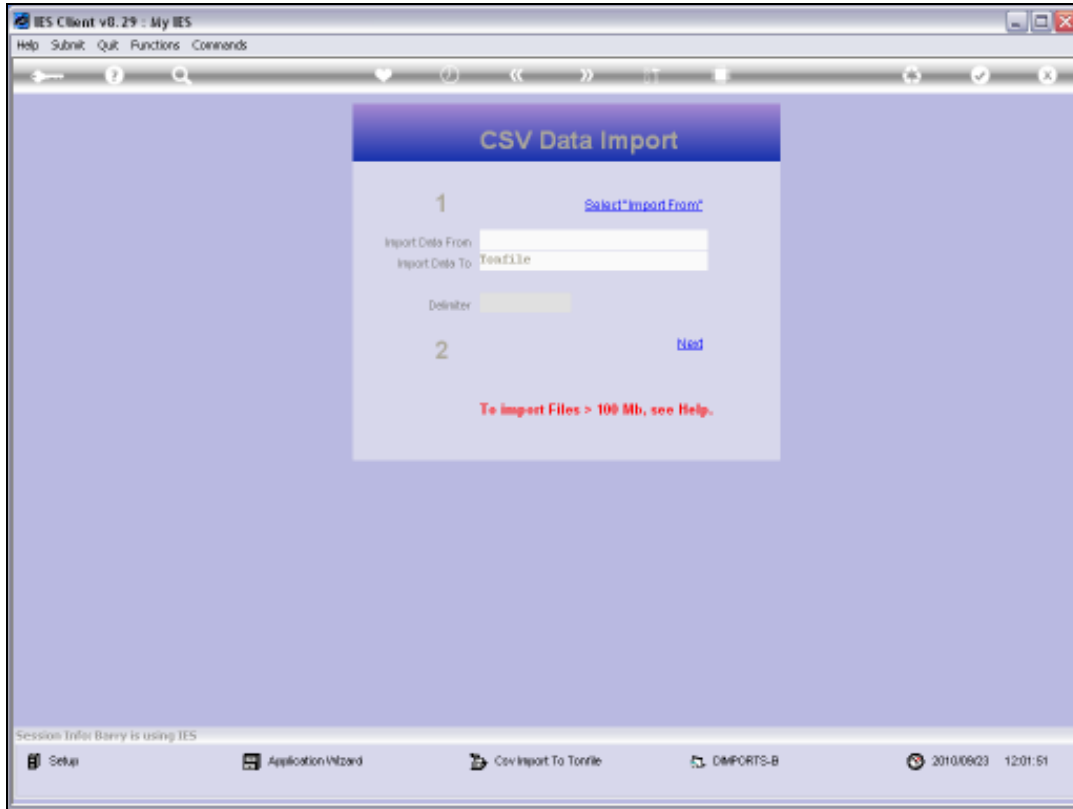 IES Client v8.29 : My IES
Help Submit Quit Functions Commands
CSV Data Import
1
Select "Import From"
Import Data From
Import Data To Tonfile
Delimiter
2
Next
To import Files > 100 Mb, see Help.
Session Info: Barry is using IES
Setup Application Wizard Csv Import To Tonfile DIMPORTS-B 2010/09/23 12:01:51